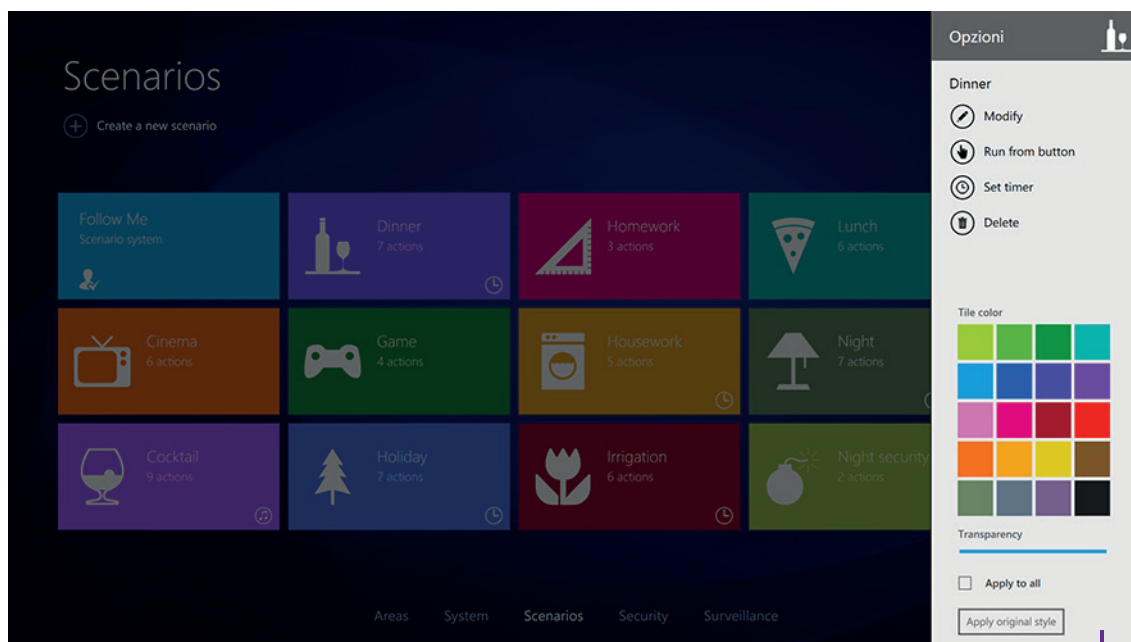 Scenarios
Create a new scenario
Follow Me
Scenario system
Dinner
7 actions
Homework
3 actions
Lunch
6 actions
Cinema
6 actions
Game
4 actions
Housework
5 actions
Night
7 actions
Cocktail
9 actions
Holiday
7 actions
Irrigation
6 actions
Night security
2 actions
Areas System Scenarios Security Surveillance
Opzioni
Dinner
Modify
Run from button
Set timer
Delete
Tile color
Transparency
Apply to all
Apply original style